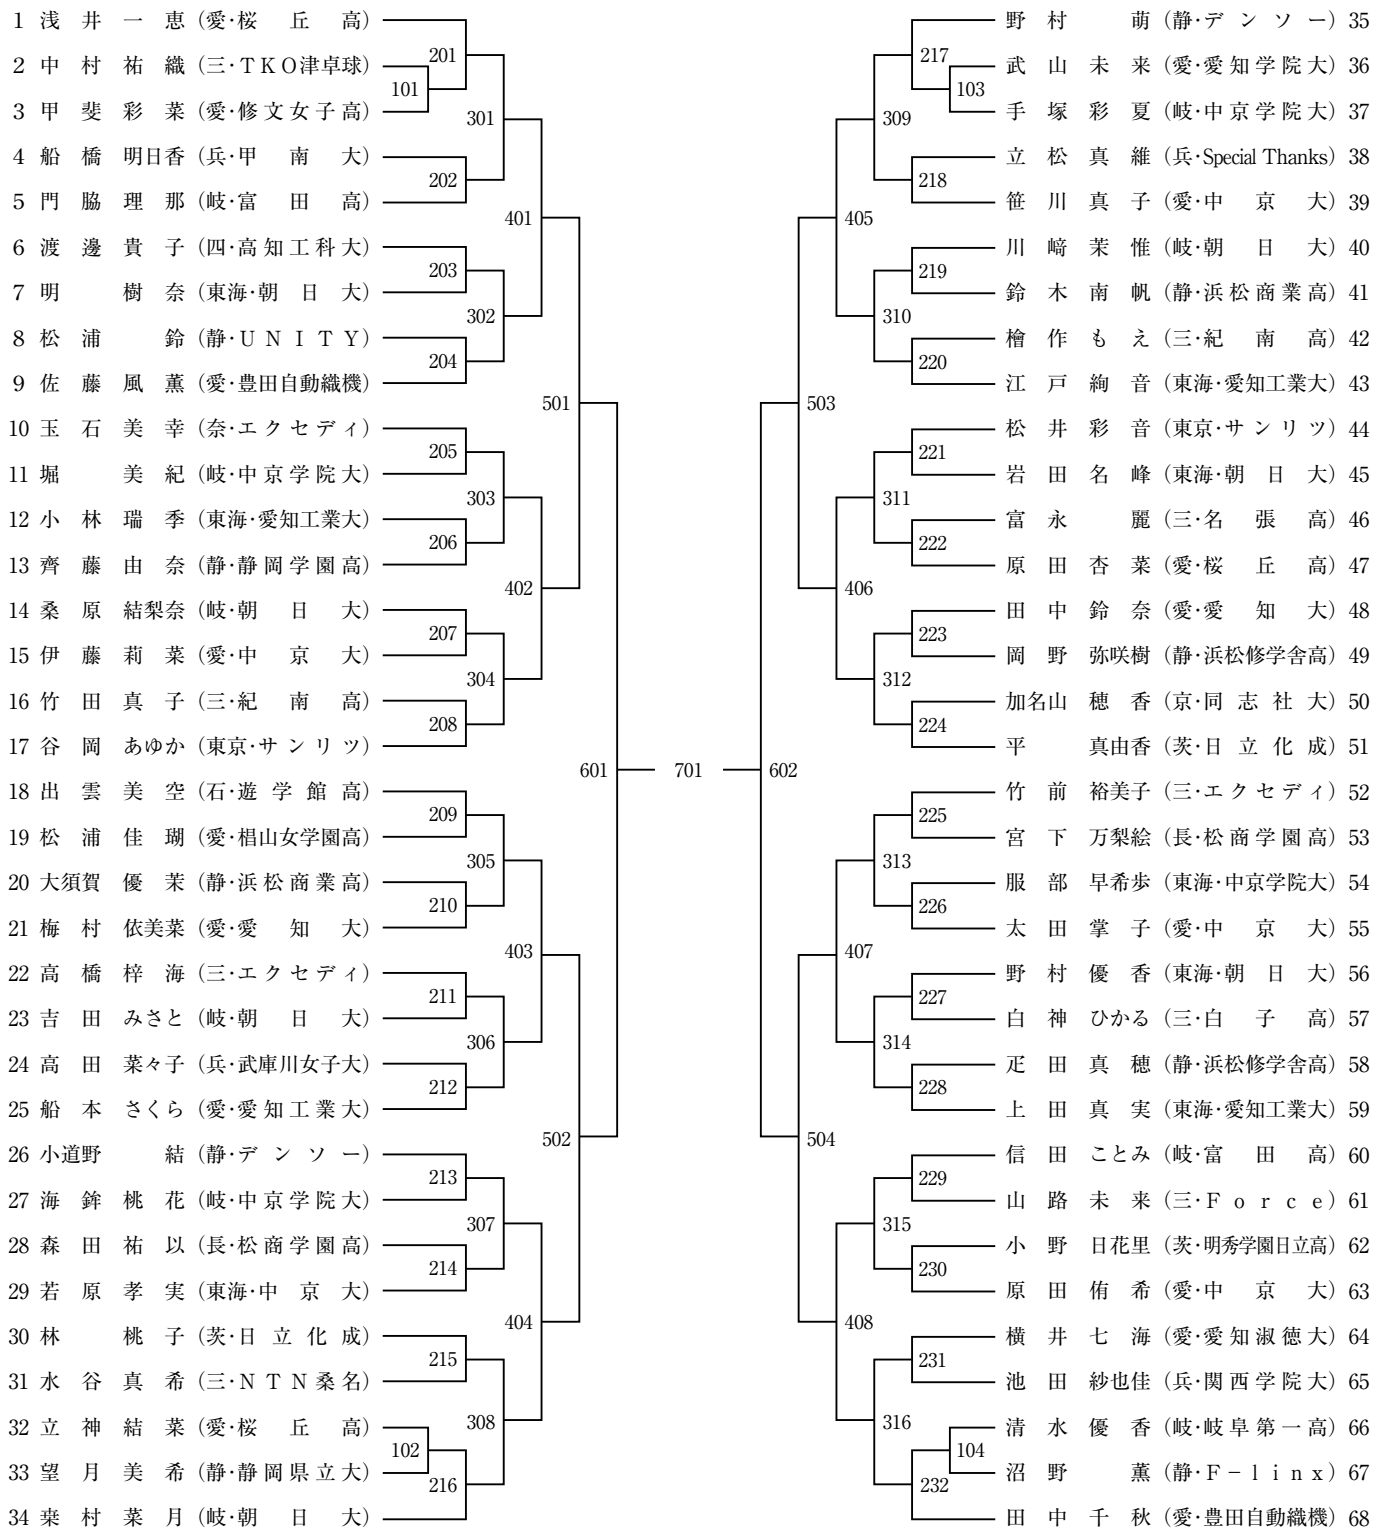 1 浅井一恵 (愛・桜丘高)
2 中村祐織 (三・TKO津卓球)
3 甲斐彩菜 (愛・修文女子高)
4 船橋明日香 (兵・甲南大)
5 門脇理那 (岐・富田高)
6 渡邊貴子 (四・高知工科大)
7 明樹奈 (東海・朝日大)
8 松浦鈴 (静・UNITY)
9 佐藤風薫 (愛・豊田自動織機)
10 玉石美幸 (奈・エクセディ)
11 堀美紀 (岐・中京学院大)
12 小林瑞季 (東海・愛知工業大)
13 齊藤由奈 (静・静岡学園高)
14 桑原結梨奈 (岐・朝日大)
15 伊藤莉菜 (愛・中京大)
16 竹田真子 (三・紀南高)
17 谷岡あゆか (東京・サンリツ)
18 出雲美空 (石・遊学館高)
19 松浦佳瑚 (愛・椙山女学園高)
20 大須賀優茉 (静・浜松商業高)
21 梅村依美菜 (愛・愛知大)
22 高橋梓海 (三・エクセディ)
23 吉田みさと (岐・朝日大)
24 高田菜々子 (兵・武庫川女子大)
25 船本さくら (愛・愛知工業大)
26 小道野結 (静・デンソー)
27 海鉾桃花 (岐・中京学院大)
28 森田祐以 (長・松商学園高)
29 若原孝実 (東海・中京大)
30 林桃子 (茨・日立化成)
31 水谷真希 (三・NTN桑名)
32 立神結菜 (愛・桜丘高)
33 望月美希 (静・静岡県立大)
34 桒村菜月 (岐・朝日大)
101
102
201
202
203
204
205
206
207
208
209
210
211
212
213
214
215
216
301
302
303
304
305
306
307
308
401
402
403
404
501
502
601
701
602
503
504
405
406
407
408
309
310
311
312
313
314
315
316
217
218
219
220
221
222
223
224
225
226
227
228
229
230
231
232
103
104
野村萌 (静・デンソー) 35
武山未来 (愛・愛知学院大) 36
手塚彩夏 (岐・中京学院大) 37
立松真維 (兵・Special Thanks) 38
笹川真子 (愛・中京大) 39
川﨑茉惟 (岐・朝日大) 40
鈴木南帆 (静・浜松商業高) 41
檜作もえ (三・紀南高) 42
江戸絢音 (東海・愛知工業大) 43
松井彩音 (東京・サンリツ) 44
岩田名峰 (東海・朝日大) 45
富永麗 (三・名張高) 46
原田杏菜 (愛・桜丘高) 47
田中鈴奈 (愛・愛知大) 48
岡野弥咲樹 (静・浜松修学舎高) 49
加名山穂香 (京・同志社大) 50
平真由香 (茨・日立化成) 51
竹前裕美子 (三・エクセディ) 52
宮下万梨絵 (長・松商学園高) 53
服部早希歩 (東海・中京学院大) 54
太田掌子 (愛・中京大) 55
野村優香 (東海・朝日大) 56
白神ひかる (三・白子高) 57
疋田真穂 (静・浜松修学舎高) 58
上田真実 (東海・愛知工業大) 59
信田ことみ (岐・富田高) 60
山路未来 (三・Force) 61
小野日花里 (茨・明秀学園日立高) 62
原田侑希 (愛・中京大) 63
横井七海 (愛・愛知淑徳大) 64
池田紗也佳 (兵・関西学院大) 65
清水優香 (岐・岐阜第一高) 66
沼野薫 (静・F-linx) 67
田中千秋 (愛・豊田自動織機) 68